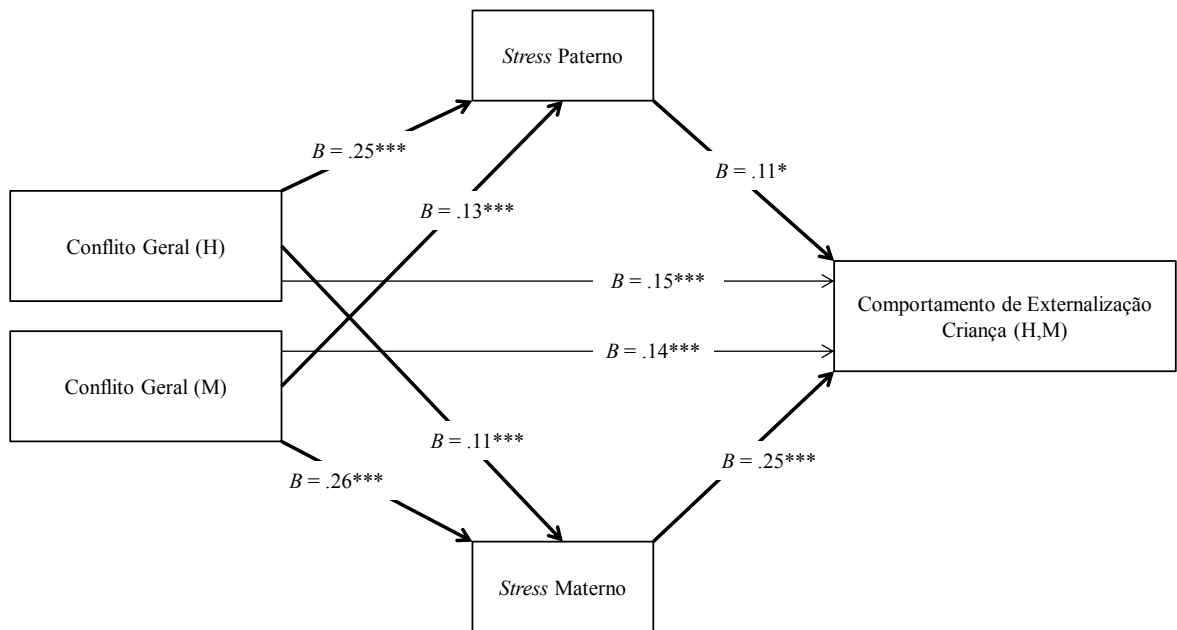 Stress Paterno
B = .25***
B = .11*
B = .13***
Conflito Geral (H)
B = .15***
Comportamento de Externalização
Criança (H,M)
B = .14***
Conflito Geral (M)
B = .11***
B = .25***
B = .26***
Stress Materno